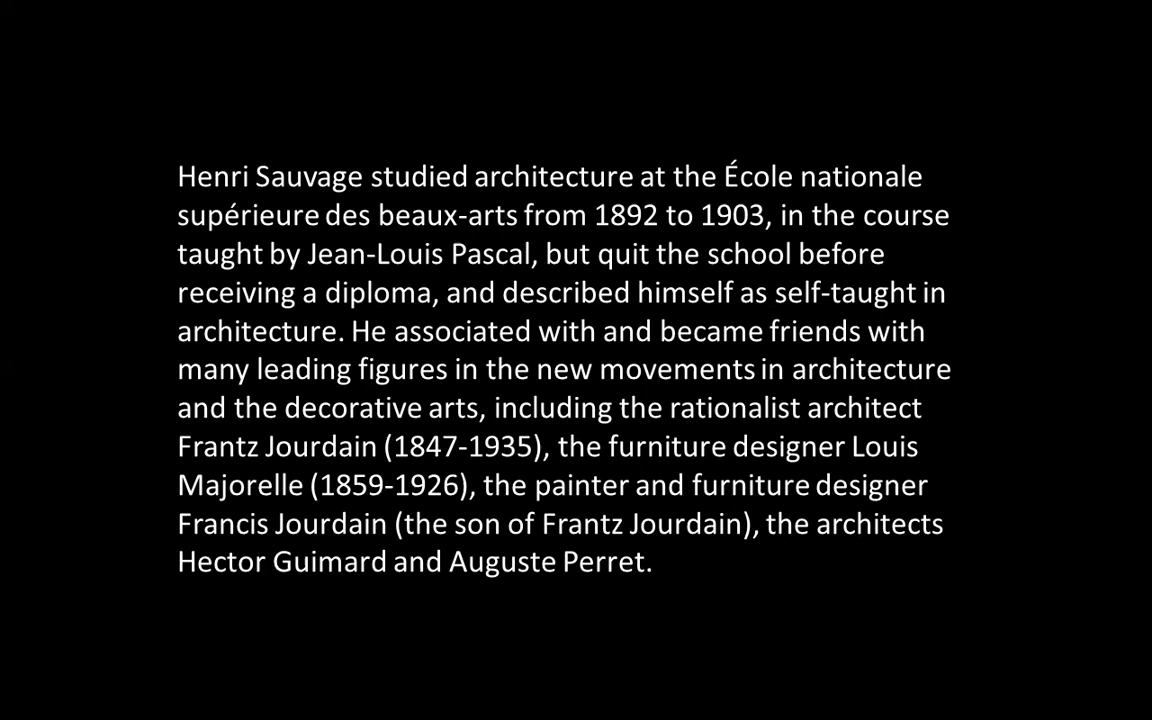 Henri Sauvage studied architecture at the École nationale
supérieure des beaux-arts from 1892 to 1903, in the course
taught by Jean-Louis Pascal, but quit the school before
receiving a diploma, and described himself as self-taught in
architecture. He associated with and became friends with
many leading figures in the new movements in architecture
and the decorative arts, including the rationalist architect
Frantz Jourdain (1847-1935), the furniture designer Louis
Majorelle (1859-1926), the painter and furniture designer
Francis Jourdain (the son of Frantz Jourdain), the architects
Hector Guimard and Auguste Perret.